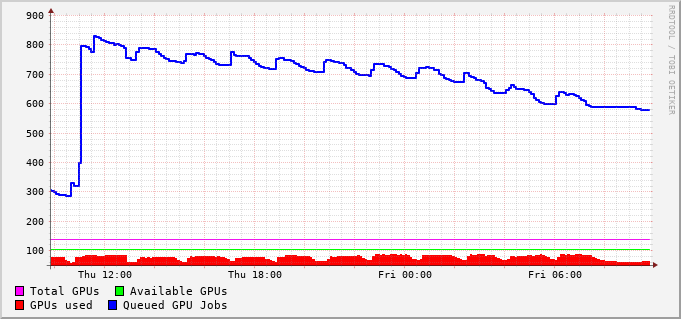 900
800
700
600
500
400
300
200
100
Thu 12:00 Thu 18:00 Fri 00:00 Fri 06:00
Total GPUs Available GPUs
GPUs used Queued GPU Jobs
RRDTOOL / TOBI OETIKER